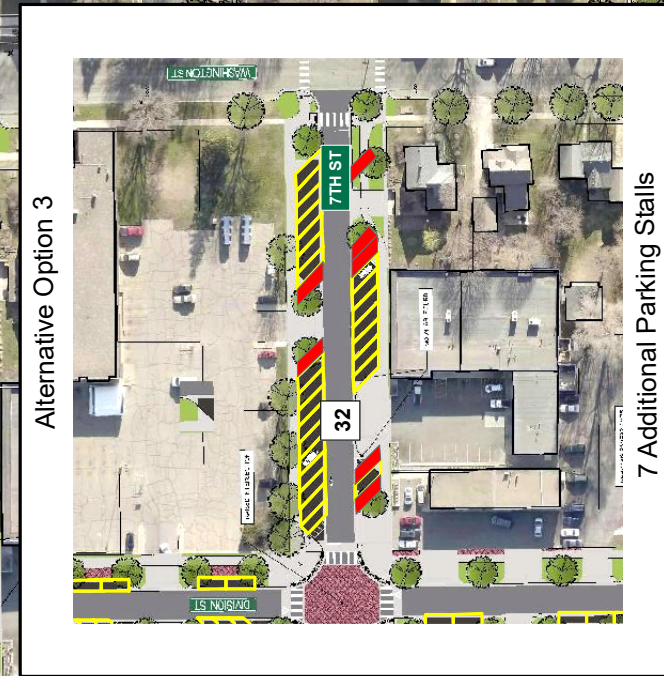 Alternative Option 3
WASHINGTON ST
7TH ST
32
DIVISION ST
7 Additional Parking Stalls